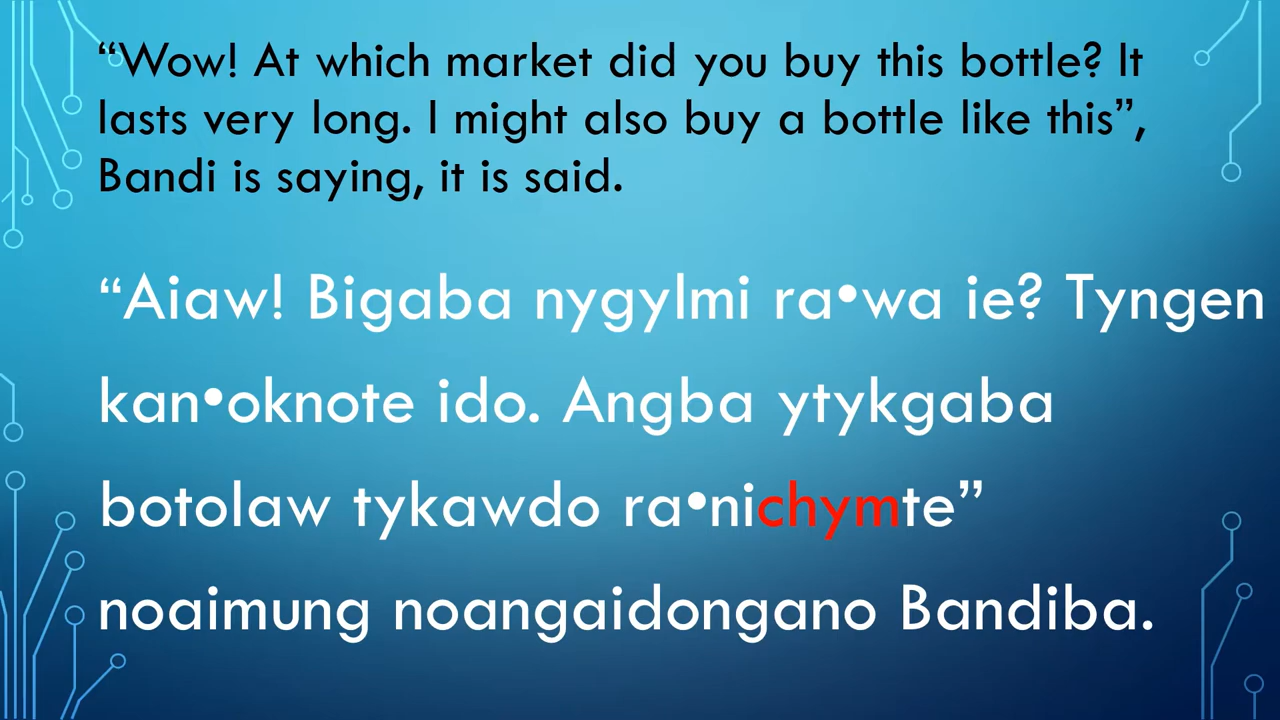 “Wow! At which market did you buy this bottle? It
lasts very long. I might also buy a bottle like this”,
Bandi is saying, it is said.
“Aiaw! Bigaba nygylmi ra•wa ie? Tyngen
kan•oknote ido. Angba ytykgaba
botolaw tykawdo ra•nichymte”
noaimung noangaidongano Bandiba.